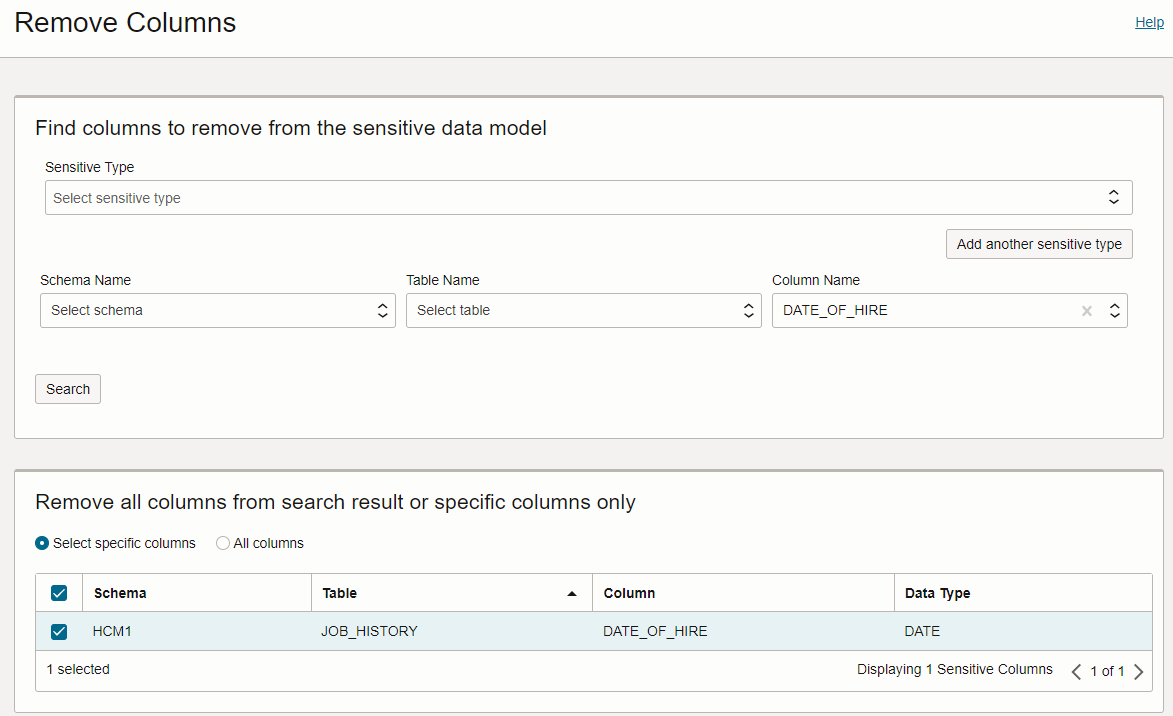 Remove Columns
Help
Find columns to remove from the sensitive data model
Sensitive Type
Select sensitive type
Add another sensitive type
Schema Name Table Name Column Name
Select schema Select table DATE_OF_HIRE
Search
Remove all columns from search result or specific columns only
Select specific columns All columns
Schema Table Column Data Type
HCM1 JOB_HISTORY DATE_OF_HIRE DATE
1 selected Displaying 1 Sensitive Columns 1 of 1